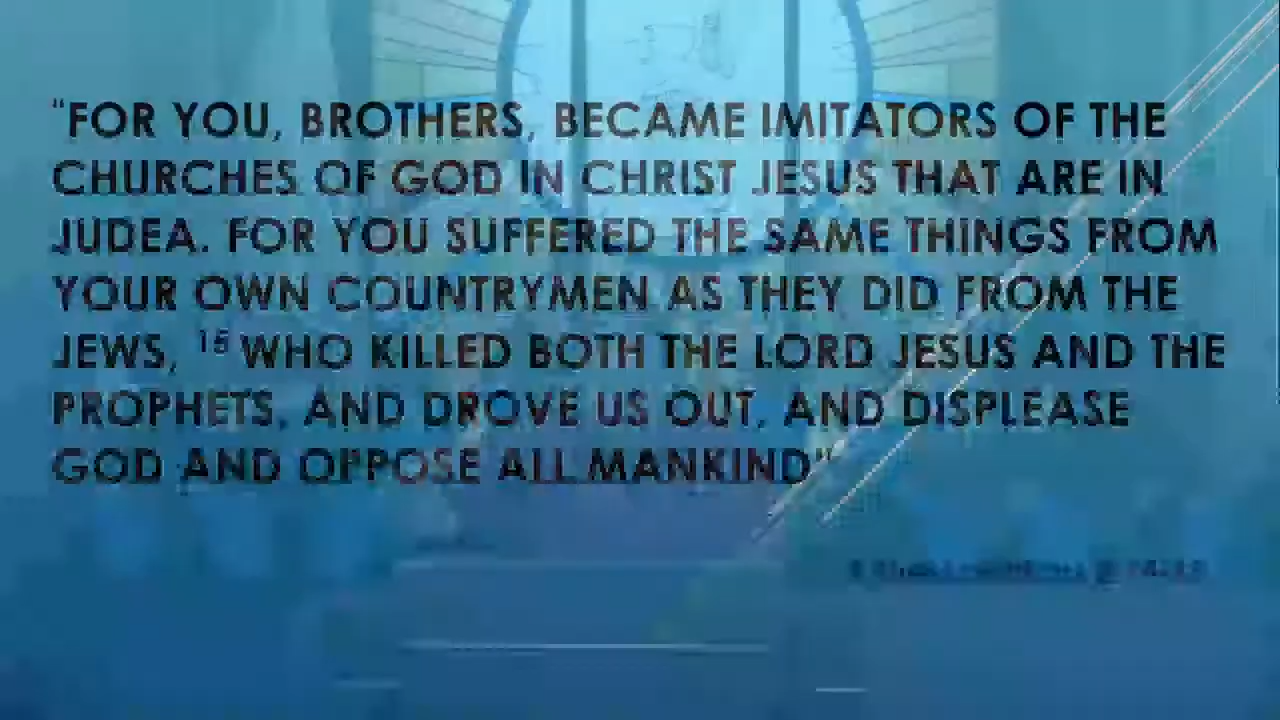 "FOR YOU, BROTHERS, BECAME IMITATORS OF THE
CHURCHES OF GOD IN CHRIST JESUS THAT ARE IN
JUDEA. FOR YOU SUFFERED THE SAME THINGS FROM
YOUR OWN COUNTRYMEN AS THEY DID FROM THE
JEWS, 15 WHO KILLED BOTH THE LORD JESUS AND THE
PROPHETS, AND DROVE US OUT, AND DISPLEASE
GOD AND OPPOSE ALL MANKIND"